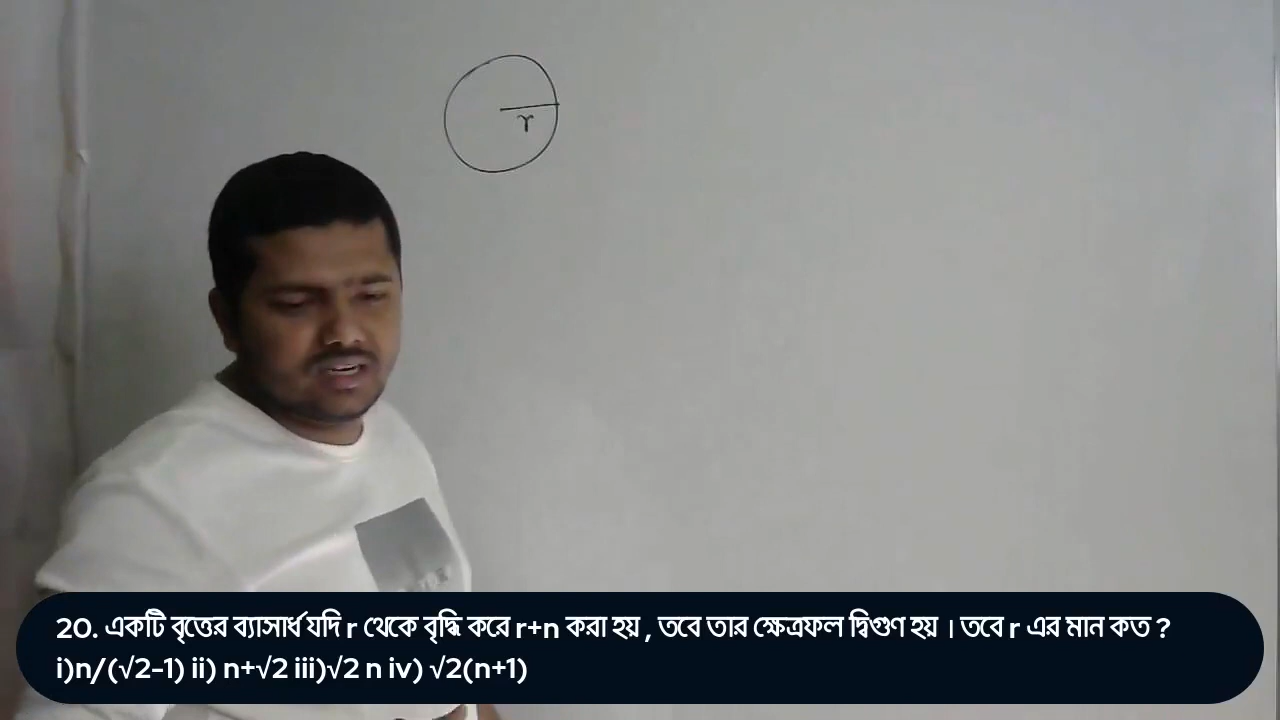 r
20. একটি বৃত্তের ব্যাসার্ধ যদি r থেকে বৃদ্ধি করে r+n করা হয় , তবে তার ক্ষেত্রফল দ্বিগুণ হয় । তবে r এর মান কত ?
i)n/(√2-1) ii) n+√2 iii)√2 n iv) √2(n+1)